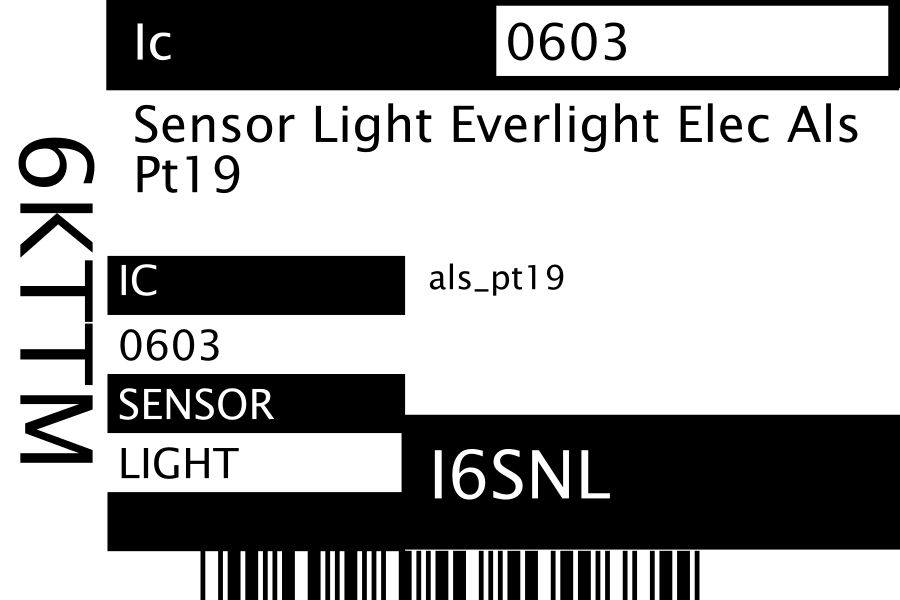 Ic
0603
Sensor Light Everlight Elec Als
Pt19
6KTTM
IC
als_pt19
0603
SENSOR
LIGHT
I6SNL